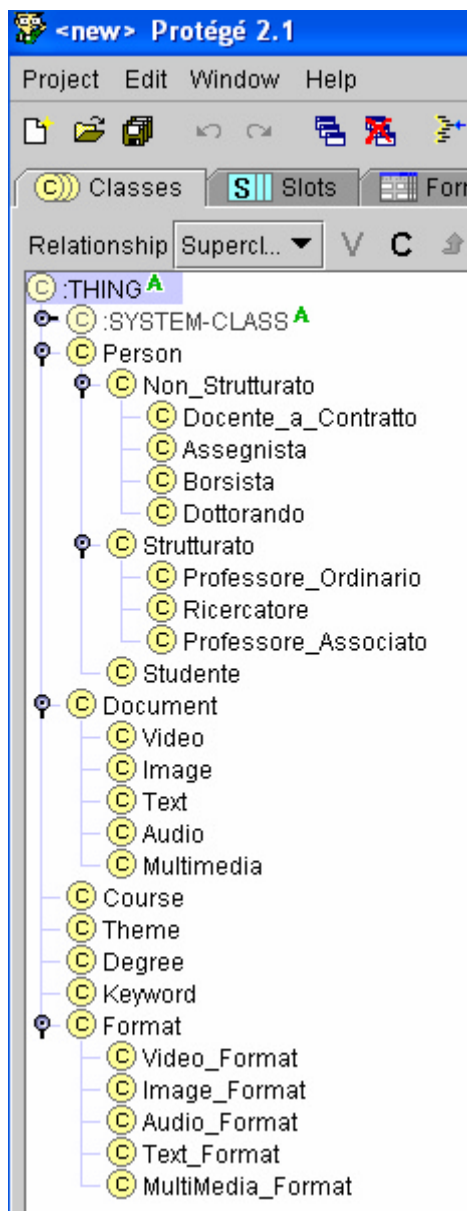 <new> Protégé 2.1
Project Edit Window Help
C Classes S Slots Forr
Relationship Supercl... V C
C :THING A
C :SYSTEM-CLASS A
C Person
C Non_Strutturato
C Docente_a_Contratto
C Assegnista
C Borsista
C Dottorando
C Strutturato
C Professore_Ordinario
C Ricercatore
C Professore_Associato
C Studente
C Document
C Video
C Image
C Text
C Audio
C Multimedia
C Course
C Theme
C Degree
C Keyword
C Format
C Video_Format
C Image_Format
C Audio_Format
C Text_Format
C MultiMedia_Format